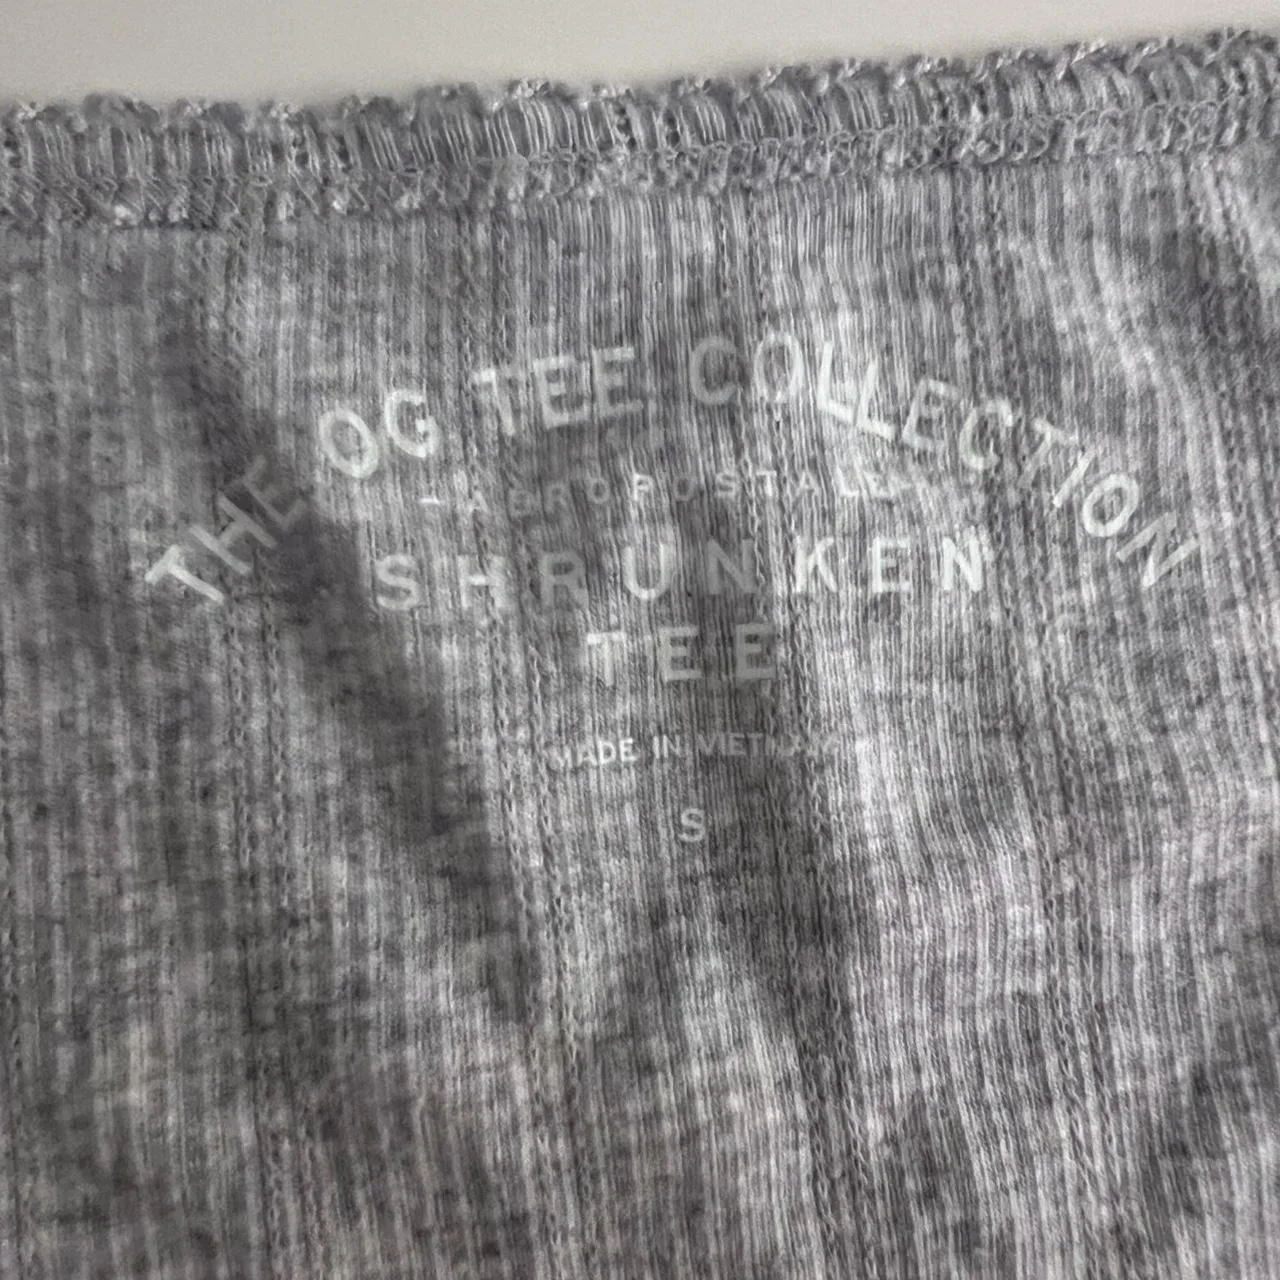 THE OG TEE COLLECTION
- AEROPOSTALE -
SHRUNKEN
TEE
MADE IN VIETNAM
S